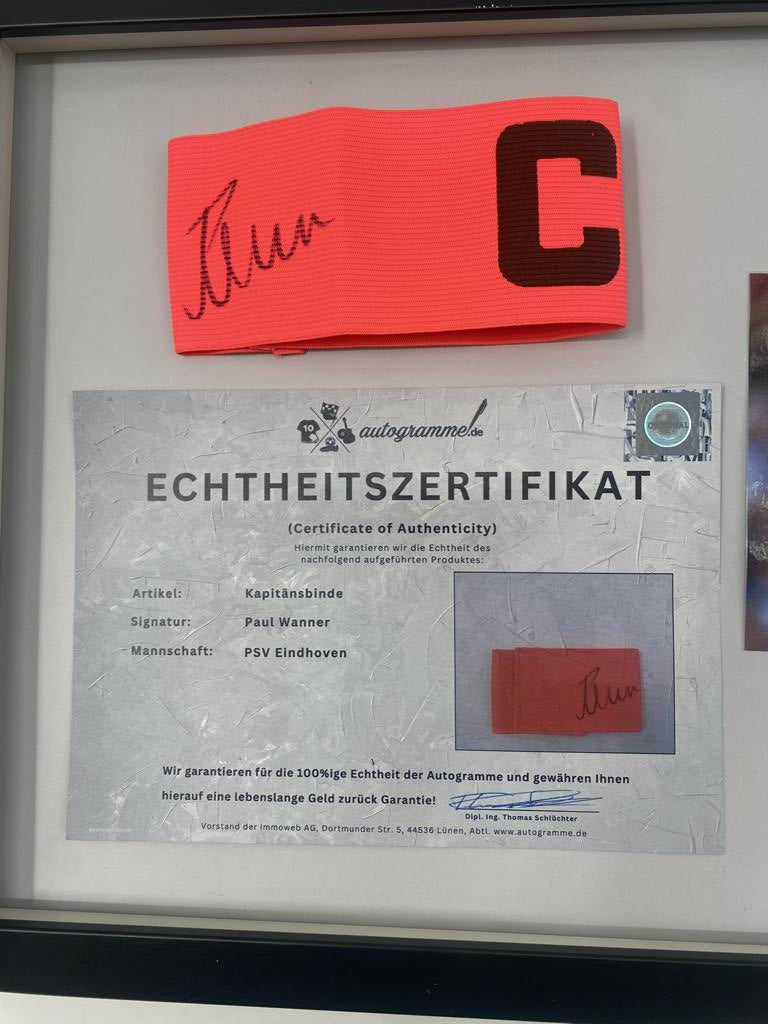 C
10
autogramme.de
ORIGINAL
ECHTHEITSZERTIFIKAT
(Certificate of Authenticity)
Hiermit garantieren wir die Echtheit des
nachfolgend aufgeführten Produktes:
Artikel: Kapitänsbinde
Signatur: Paul Wanner
Mannschaft: PSV Eindhoven
Wir garantieren für die 100%ige Echtheit der Autogramme und gewähren Ihnen
hierauf eine lebenslange Geld zurück Garantie!
Dipl. Ing. Thomas Schlüchter
Vorstand der Immoweb AG, Dortmunder Str. 5, 44536 Lünen, Abtl. www.autogramme.de